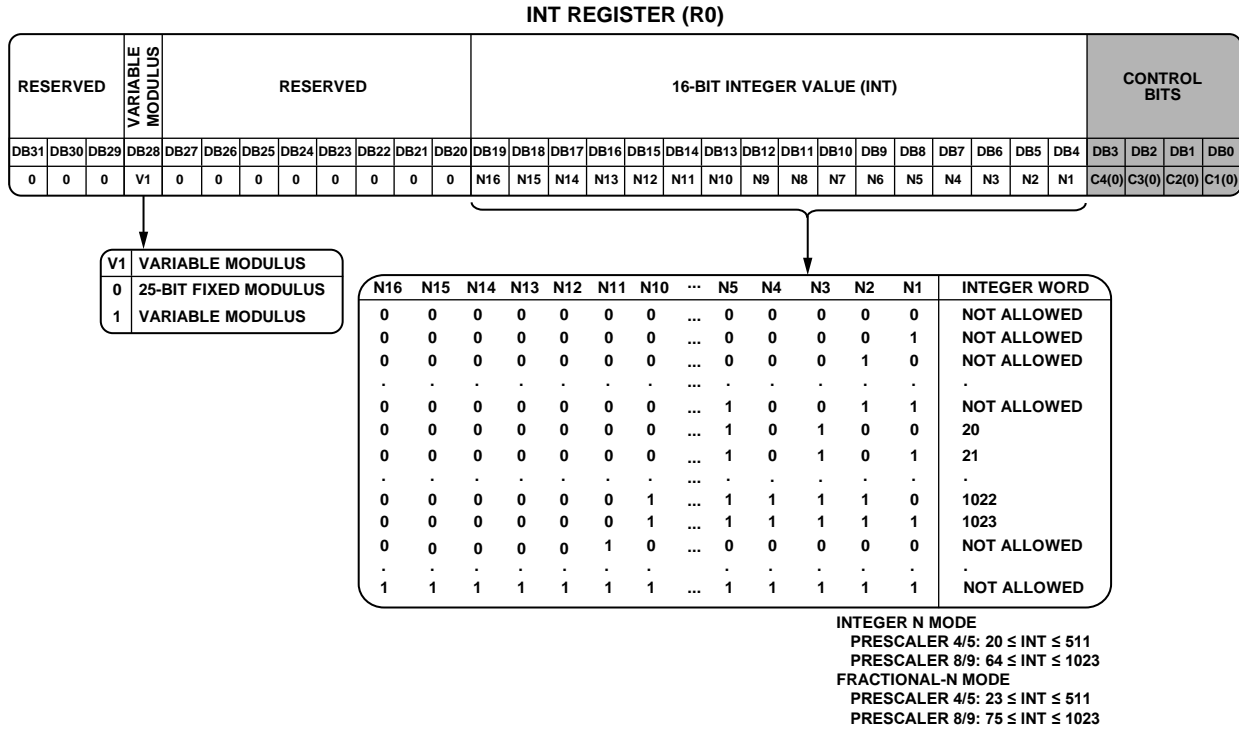 INT REGISTER (R0)
RESERVED VARIABLE MODULUS RESERVED 16-BIT INTEGER VALUE (INT) CONTROL BITS
DB31 DB30 DB29 DB28 DB27 DB26 DB25 DB24 DB23 DB22 DB21 DB20 DB19 DB18 DB17 DB16 DB15 DB14 DB13 DB12 DB11 DB10 DB9 DB8 DB7 DB6 DB5 DB4 DB3 DB2 DB1 DB0
0 0 0 V1 0 0 0 0 0 0 0 0 N16 N15 N14 N13 N12 N11 N10 N9 N8 N7 N6 N5 N4 N3 N2 N1 C4(0) C3(0) C2(0) C1(0)
V1 VARIABLE MODULUS
0 25-BIT FIXED MODULUS
1 VARIABLE MODULUS
N16 N15 N14 N13 N12 N11 N10 ... N5 N4 N3 N2 N1 INTEGER WORD
0 0 0 0 0 0 0 ... 0 0 0 0 0 NOT ALLOWED
0 0 0 0 0 0 0 ... 0 0 0 0 1 NOT ALLOWED
0 0 0 0 0 0 0 ... 0 0 0 1 0 NOT ALLOWED
. . . . . . . ... . . . . . .
0 0 0 0 0 0 0 ... 1 0 0 1 1 NOT ALLOWED
0 0 0 0 0 0 0 ... 1 0 1 0 0 20
0 0 0 0 0 0 0 ... 1 0 1 0 1 21
. . . . . . . ... . . . . . .
0 0 0 0 0 0 1 ... 1 1 1 1 0 1022
0 0 0 0 0 0 1 ... 1 1 1 1 1 1023
0 0 0 0 0 1 0 ... 0 0 0 0 0 NOT ALLOWED
. . . . . . . ... . . . . . .
1 1 1 1 1 1 1 ... 1 1 1 1 1 NOT ALLOWED
INTEGER N MODE
PRESCALER 4/5: 20 ≤ INT ≤ 511
PRESCALER 8/9: 64 ≤ INT ≤ 1023
FRACTIONAL-N MODE
PRESCALER 4/5: 23 ≤ INT ≤ 511
PRESCALER 8/9: 75 ≤ INT ≤ 1023